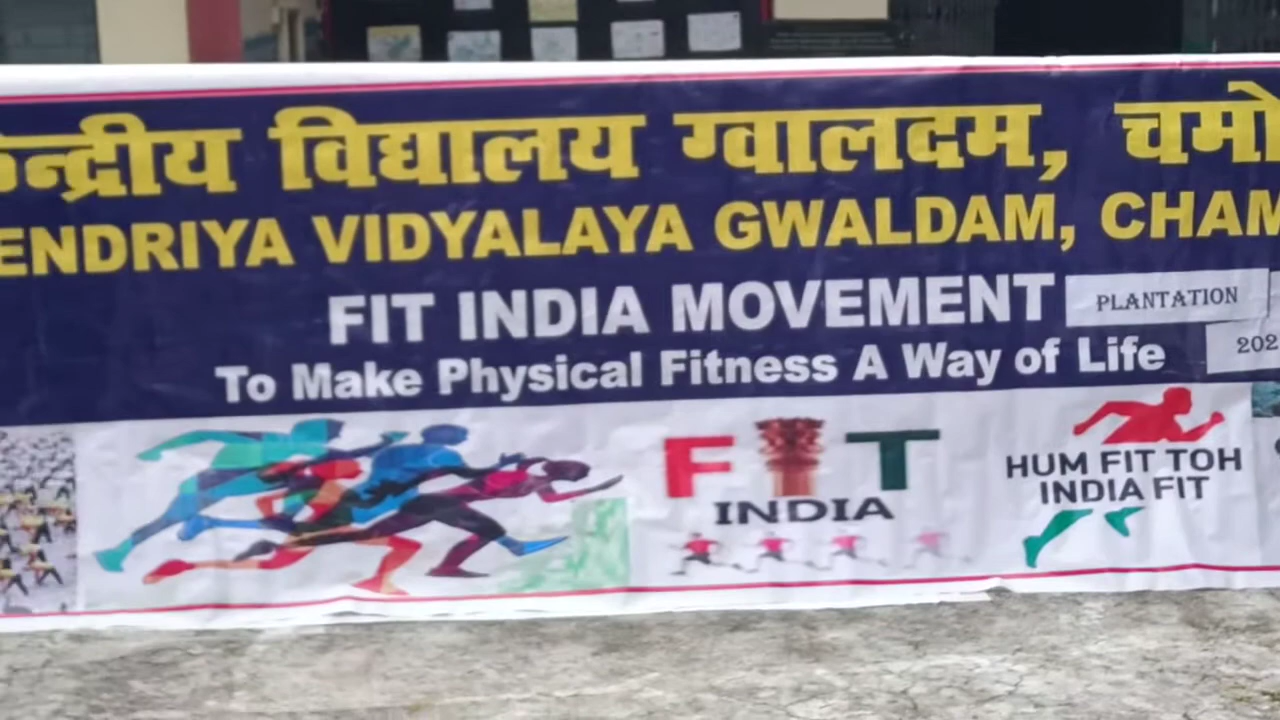 केन्द्रीय विद्यालय ग्वालदम, चमो
ENDRIYA VIDYALAYA GWALDAM, CHAM
FIT INDIA MOVEMENT PLANTATION
To Make Physical Fitness A Way of Life 202
FIT
INDIA
HUM FIT TOH
INDIA FIT